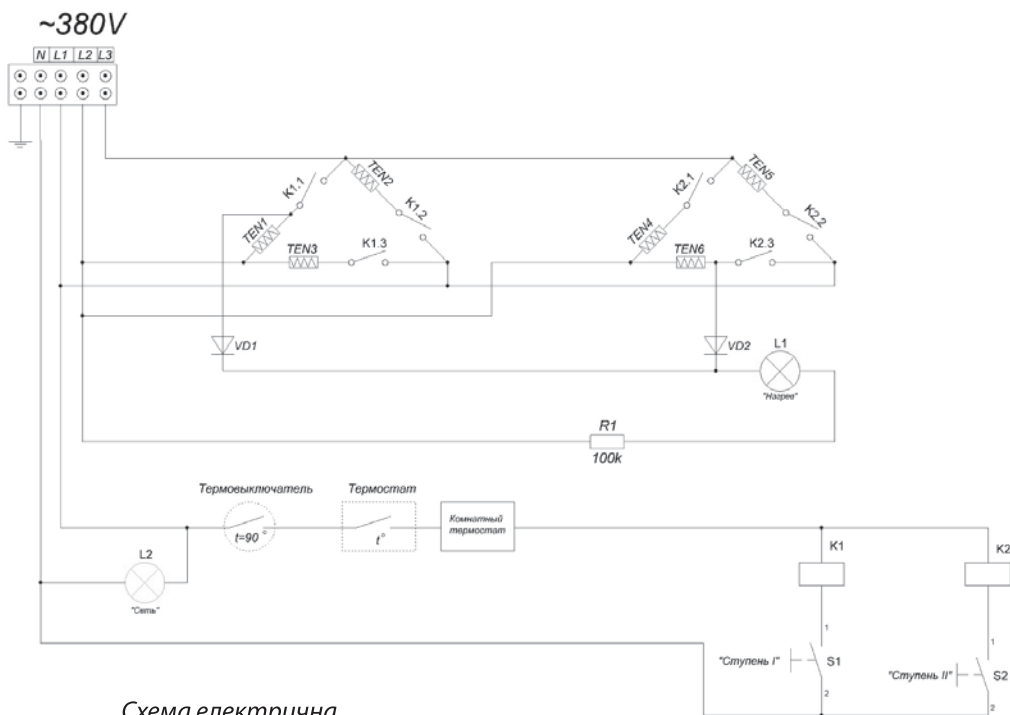 ~380V
N L1 L2 L3
K1.1
TEN2
K1.2
TEN1
TEN3
K1.3
K2.1
TEN5
K2.2
TEN4
TEN6
K2.3
VD1
VD2
L1
"Нагрев"
R1
100k
Термовыключатель
t=90 °
Термостат
t°
Комнатный
термостат
L2
"Сеть"
K1
K2
1
"Ступень I"
S1
2
1
"Ступень II"
S2
2
Схема електрична